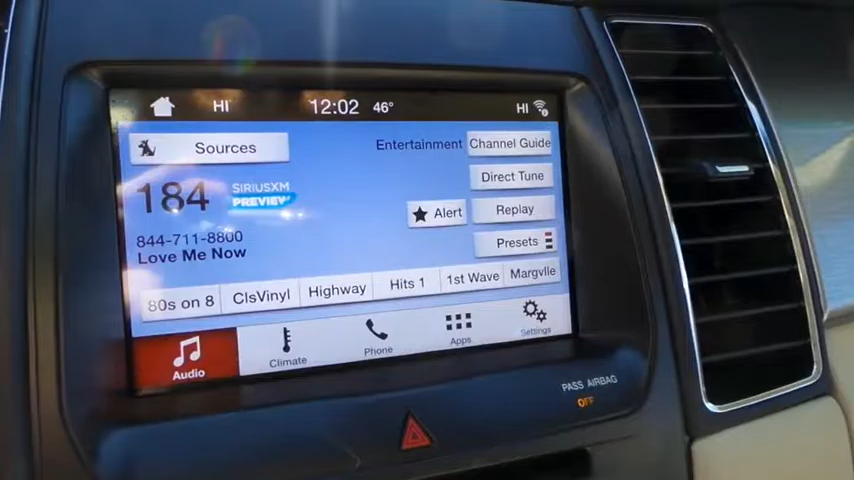 HI 12:02 46° HI
Sources Entertainment Channel Guide
184 SIRIUSXM
PREVIEW
Direct Tune
Alert Replay
844-711-8800
Love Me Now
Presets
80s on 8 ClsVinyl Highway Hits 1 1st Wave Margvlle
Audio Climate Phone Apps Settings
PASS AIRBAG
OFF